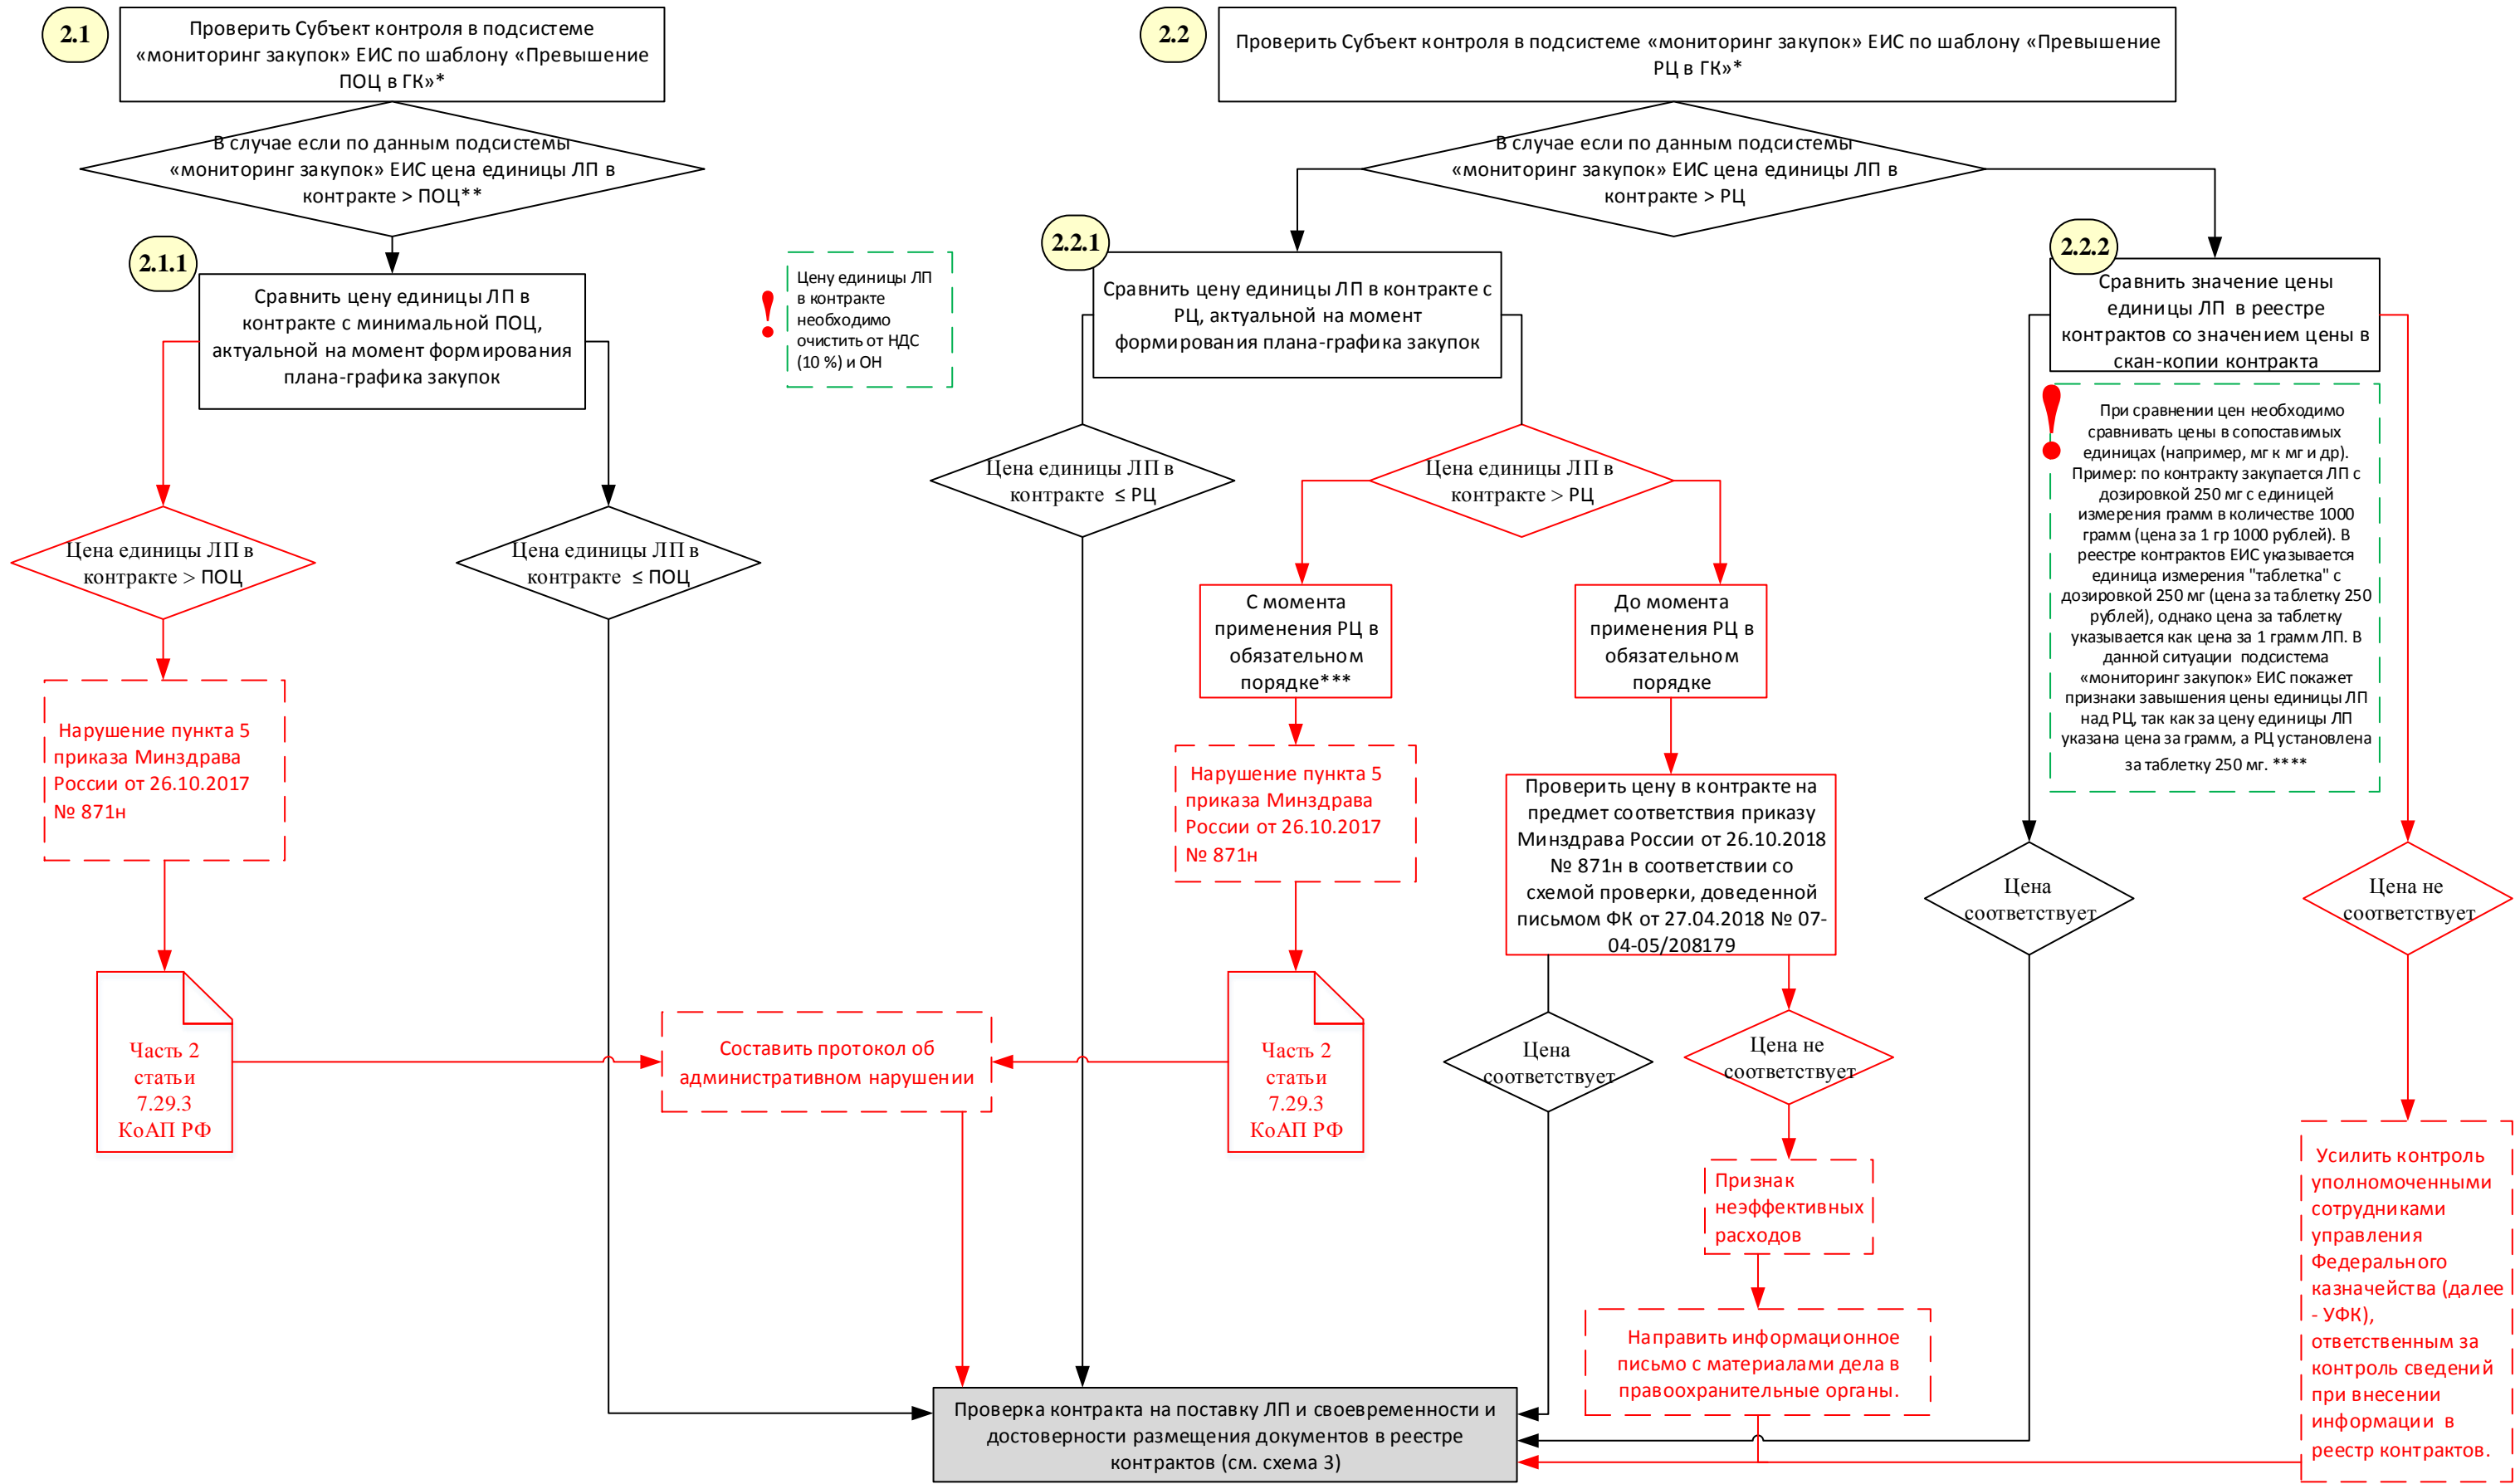 2.1
Проверить Субъект контроля в подсистеме
«мониторинг закупок» ЕИС по шаблону «Превышение
ПОЦ в ГК»*
В случае если по данным подсистемы
«мониторинг закупок» ЕИС цена единицы ЛП в
контракте > ПОЦ**
2.1.1
Сравнить цену единицы ЛП в
контракте с минимальной ПОЦ,
актуальной на момент формирования
плана-графика закупок
Цена единицы ЛП в
контракте > ПОЦ
Цена единицы ЛП в
контракте ≤ ПОЦ
Нарушение пункта 5
приказа Минздрава
России от 26.10.2017
№ 871н
Часть 2
статьи
7.29.3
КоАП РФ
Составить протокол об
административном нарушении
!
Цену единицы ЛП
в контракте
необходимо
очистить от НДС
(10 %) и ОН
2.2
Проверить Субъект контроля в подсистеме «мониторинг закупок» ЕИС по шаблону «Превышение
РЦ в ГК»*
В случае если по данным подсистемы
«мониторинг закупок» ЕИС цена единицы ЛП в
контракте > РЦ
2.2.1
Сравнить цену единицы ЛП в контракте с
РЦ, актуальной на момент
формирования плана-графика закупок
Цена единицы ЛП в
контракте ≤ РЦ
Цена единицы ЛП в
контракте > РЦ
С момента
применения РЦ в
обязательном
порядке***
Нарушение пункта 5
приказа Минздрава
России от 26.10.2017
№ 871н
Часть 2
статьи
7.29.3
КоАП РФ
До момента
применения РЦ в
обязательном
порядке
Проверить цену в контракте на
предмет соответствия приказу
Минздрава России от 26.10.2018
№ 871н в соответствии со
схемой проверки, доведенной
письмом ФК от 27.04.2018 № 07-
04-05/208179
Цена
соответствует
Цена не
соответствует
Признак
неэффективных
расходов
Направить информационное
письмо с материалами дела в
правоохранительные органы.
2.2.2
Сравнить значение цены
единицы ЛП в реестре
контрактов со значением цены в
скан-копии контракта
!
При сравнении цен необходимо
сравнивать цены в сопоставимых
единицах (например, мг к мг и др).
Пример: по контракту закупается ЛП с
дозировкой 250 мг с единицей
измерения грамм в количестве 1000
грамм (цена за 1 гр 1000 рублей). В
реестре контрактов ЕИС указывается
единица измерения "таблетка" с
дозировкой 250 мг (цена за таблетку 250
рублей), однако цена за таблетку
указывается как цена за 1 грамм ЛП. В
данной ситуации подсистема
«мониторинг закупок» ЕИС покажет
признаки завышения цены единицы ЛП
над РЦ, так как за цену единицы ЛП
указана цена за грамм, а РЦ установлена
за таблетку 250 мг. ****
Цена
соответствует
Цена не
соответствует
Усилить контроль
уполномоченными
сотрудниками
управления
Федерального
казначейства (далее
- УФК),
ответственным за
контроль сведений
при внесении
информации в
реестр контрактов.
Проверка контракта на поставку ЛП и своевременности и
достоверности размещения документов в реестре
контрактов (см. схема 3)